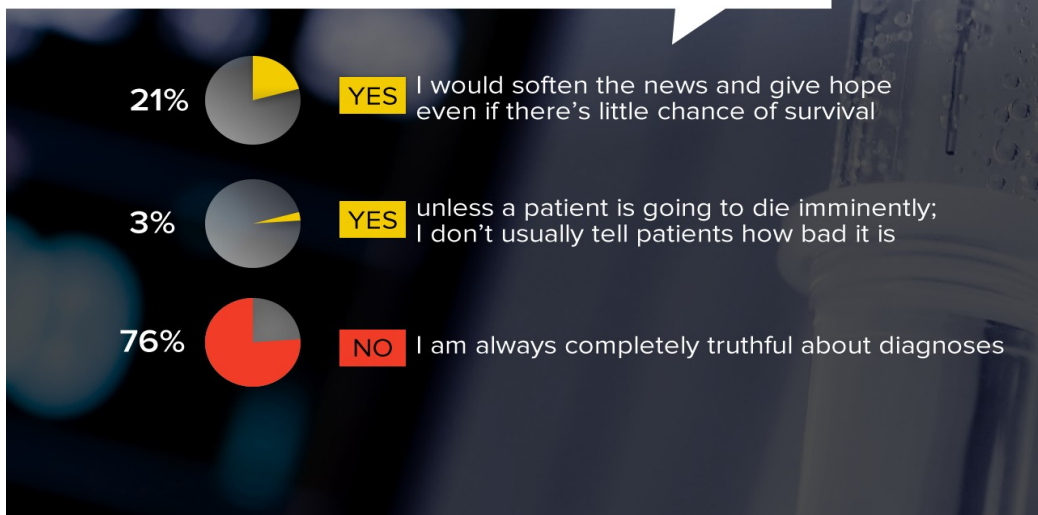 21%
YES
I would soften the news and give hope
even if there's little chance of survival
3%
YES
unless a patient is going to die imminently;
I don't usually tell patients how bad it is
76%
NO
I am always completely truthful about diagnoses